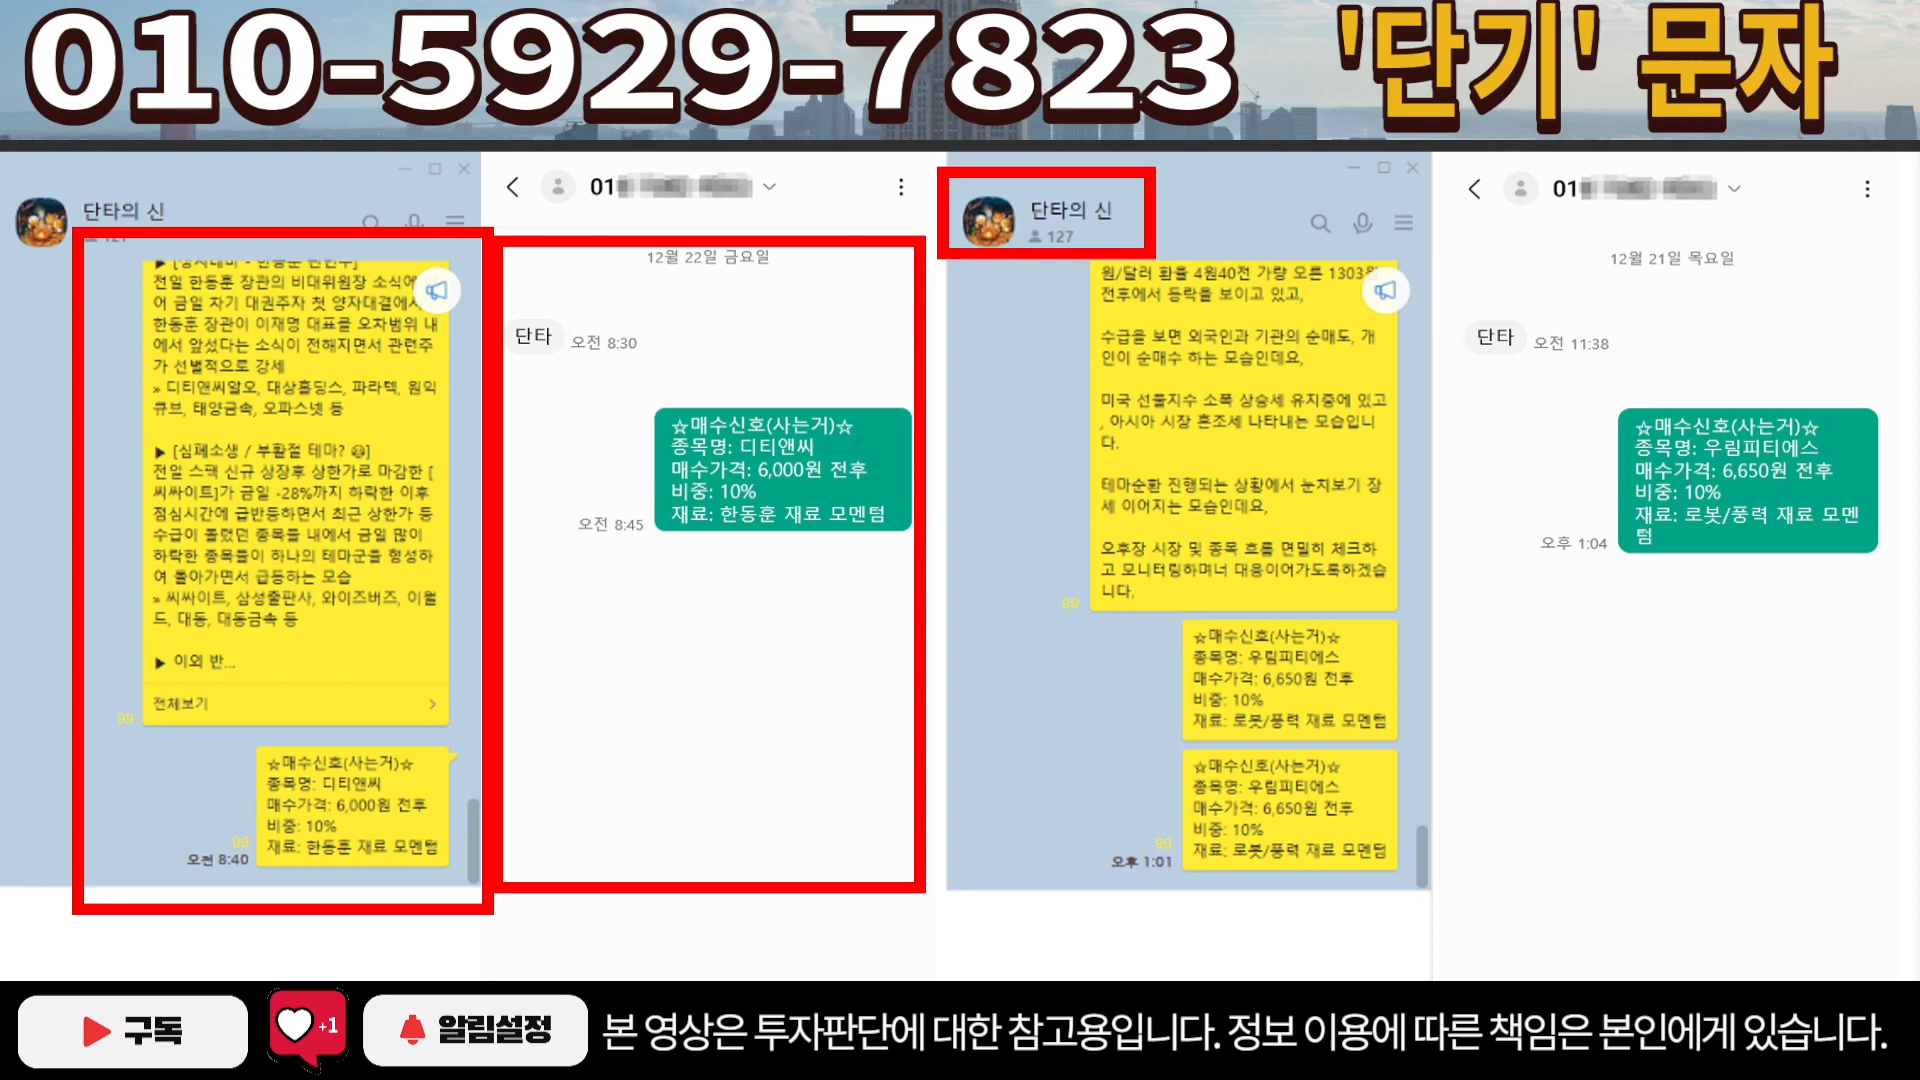 010-5929-7823 '단기' 문자
단타의 신
127
전일 한동훈 장관의 비대위원장 소식에
어 금일 차기 대권주자 첫 양자대결에서
한동훈 장관이 이재명 대표를 오차범위 내
에서 앞섰다는 소식이 전해지면서 관련주
가 선별적으로 강세
» 디티앤씨알오, 대상홀딩스, 파라텍, 원익
큐브, 태양금속, 오파스넷 등
▶ [심폐소생 / 부활절 테마? 😆]
전일 스팩 신규 상장후 상한가로 마감한 [
씨싸이트]가 금일 -28%까지 하락한 이후
점심시간에 급반등하면서 최근 상한가 등
수급이 몰렸던 종목들 내에서 금일 많이
하락한 종목들이 하나의 테마군을 형성하
여 돌아가면서 급등하는 모습
» 씨싸이트, 삼성출판사, 와이즈버즈, 이월
드, 대동, 대동금속 등
▶ 이외 반...
전체보기
99
☆매수신호(사는거)☆
종목명: 디티앤씨
매수가격: 6,000원 전후
비중: 10%
재료: 한동훈 재료 모멘텀
99
오전 8:40
01
12월 22일 금요일
단타
오전 8:30
☆매수신호(사는거)☆
종목명: 디티앤씨
매수가격: 6,000원 전후
비중: 10%
재료: 한동훈 재료 모멘텀
오전 8:45
단타의 신
127
원/달러 환율 4원40전 가량 오른 1303원
전후에서 등락을 보이고 있고,
수급을 보면 외국인과 기관의 순매도, 개
인이 순매수 하는 모습인데요,
미국 선물지수 소폭 상승세 유지중에 있고
, 아시아 시장 혼조세 나타내는 모습입니
다.
테마순환 진행되는 상황에서 눈치보기 장
세 이어지는 모습인데요,
오후장 시장 및 종목 흐름 면밀히 체크하
고 모니터링하며너 대응이어가도록하겠습
니다.
99
☆매수신호(사는거)☆
종목명: 우림피티에스
매수가격: 6,650원 전후
비중: 10%
재료: 로봇/풍력 재료 모멘텀
☆매수신호(사는거)☆
종목명: 우림피티에스
매수가격: 6,650원 전후
비중: 10%
재료: 로봇/풍력 재료 모멘텀
99
오후 1:01
01
12월 21일 목요일
단타
오전 11:38
☆매수신호(사는거)☆
종목명: 우림피티에스
매수가격: 6,650원 전후
비중: 10%
재료: 로봇/풍력 재료 모멘
텀
오후 1:04
구독
+1
알림설정
본 영상은 투자판단에 대한 참고용입니다. 정보 이용에 따른 책임은 본인에게 있습니다.